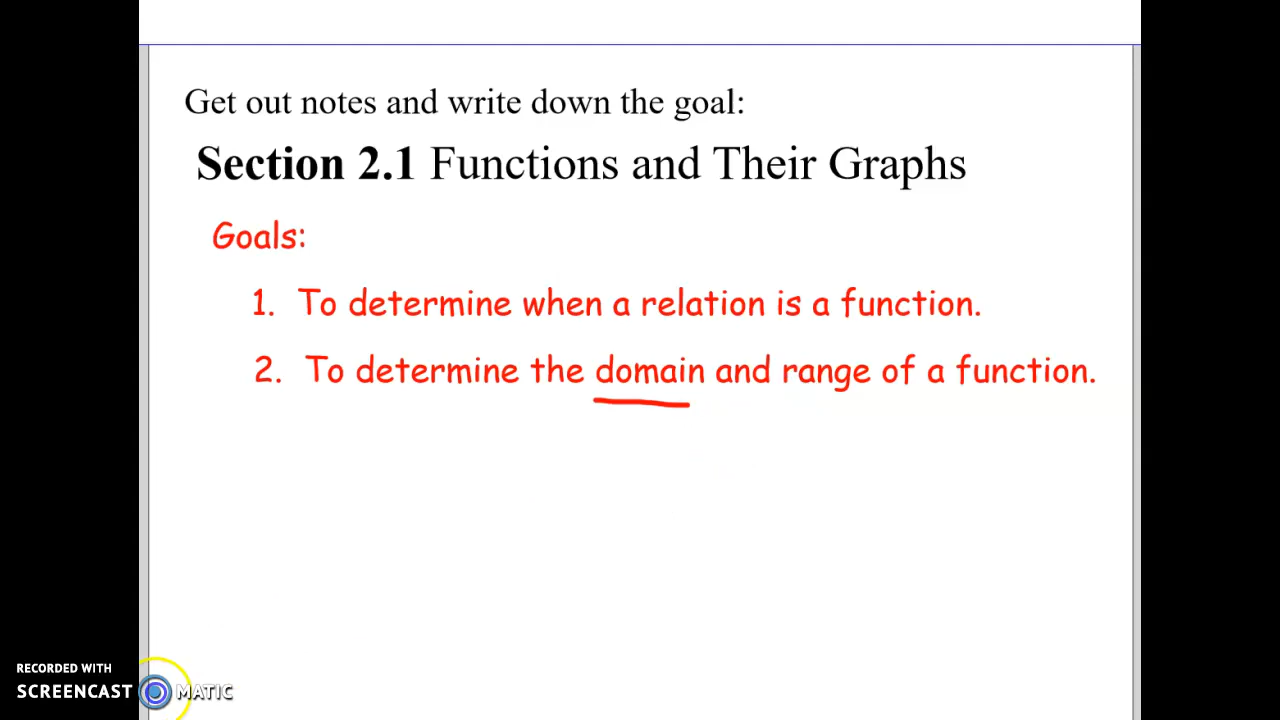 Get out notes and write down the goal:
Section 2.1 Functions and Their Graphs
Goals:
1. To determine when a relation is a function.
2. To determine the domain and range of a function.
RECORDED WITH
SCREENCAST MATIC